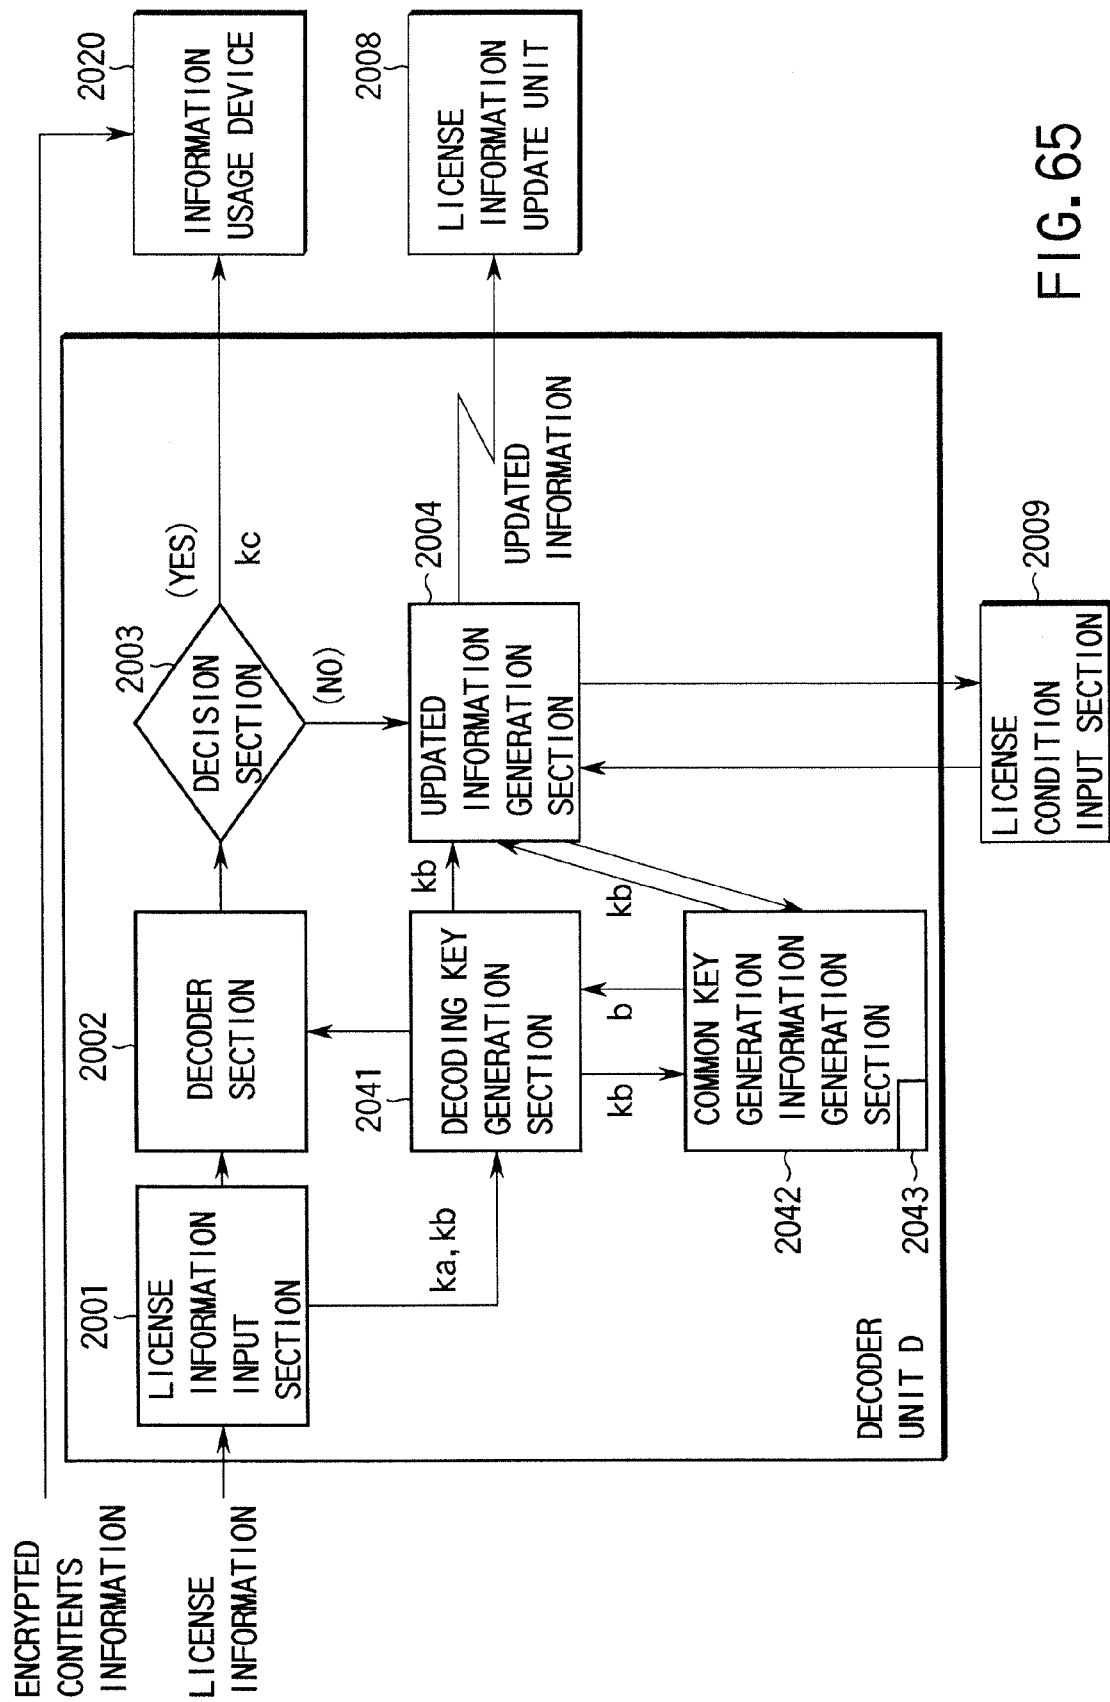 ENCRYPTED
CONTENTS
INFORMATION
LICENSE
INFORMATION
2001
LICENSE
INFORMATION
INPUT
SECTION
2002
DECODER
SECTION
2003
DECISION
SECTION
(YES)
kc
(NO)
2020
INFORMATION
USAGE DEVICE
ka,kb
2041
DECODING KEY
GENERATION
SECTION
kb
2004
UPDATED
INFORMATION
GENERATION
SECTION
UPDATED
INFORMATION
2008
LICENSE
INFORMATION
UPDATE UNIT
kb
b
kb
2042
COMMON KEY
GENERATION
INFORMATION
GENERATION
SECTION
2043
DECODER
UNIT D
2009
LICENSE
CONDITION
INPUT SECTION
FIG. 65